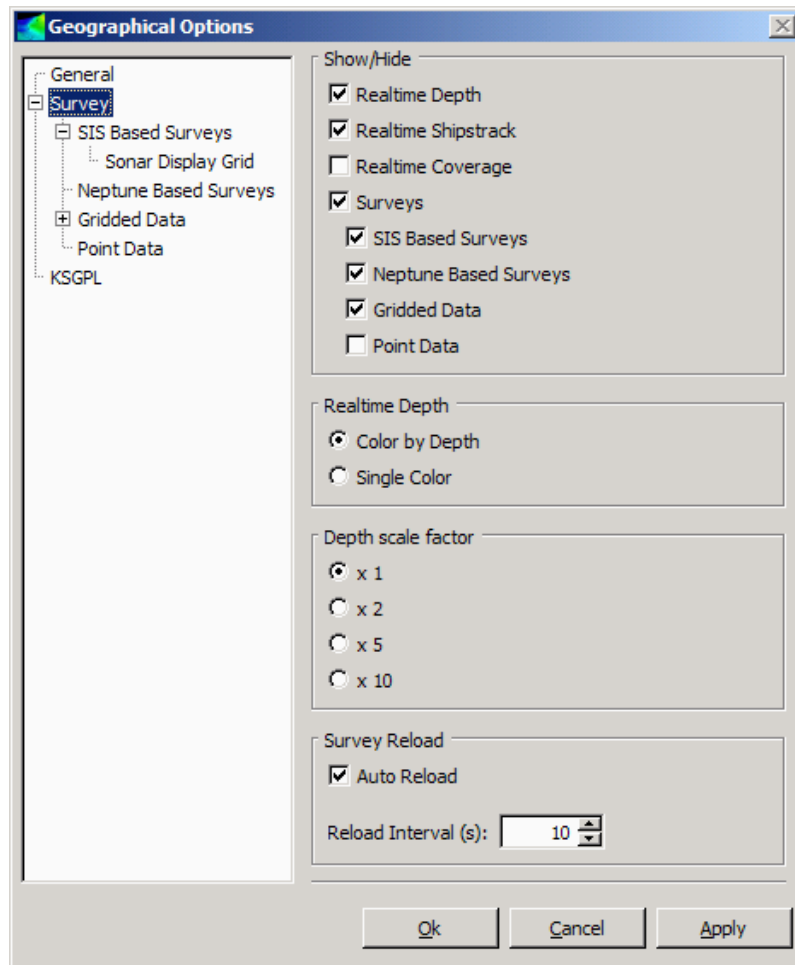 Geographical Options
General
Survey
SIS Based Surveys
Sonar Display Grid
Neptune Based Surveys
Gridded Data
Point Data
KSGPL
Show/Hide
Realtime Depth
Realtime Shipstrack
Realtime Coverage
Surveys
SIS Based Surveys
Neptune Based Surveys
Gridded Data
Point Data
Realtime Depth
Color by Depth
Single Color
Depth scale factor
x 1
x 2
x 5
x 10
Survey Reload
Auto Reload
Reload Interval (s): 10
Ok Cancel Apply